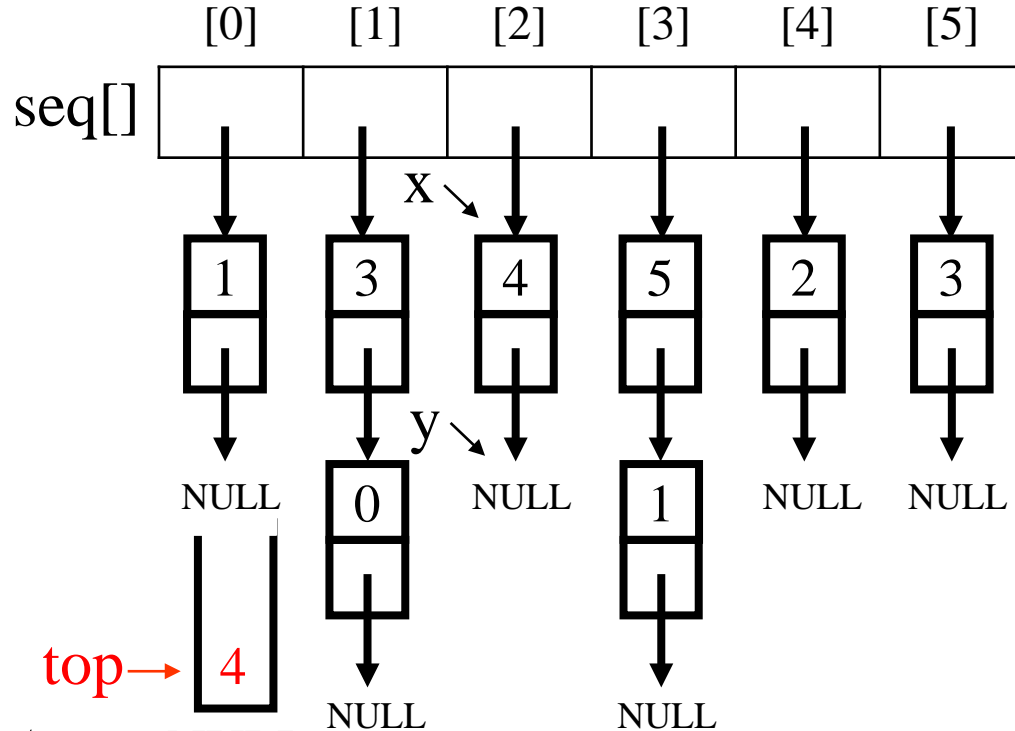 [0] [1] [2] [3] [4] [5]
seq[]
x
1 3 4 5 2 3
y
NULL 0 NULL 1 NULL NULL
top 4
NULL NULL